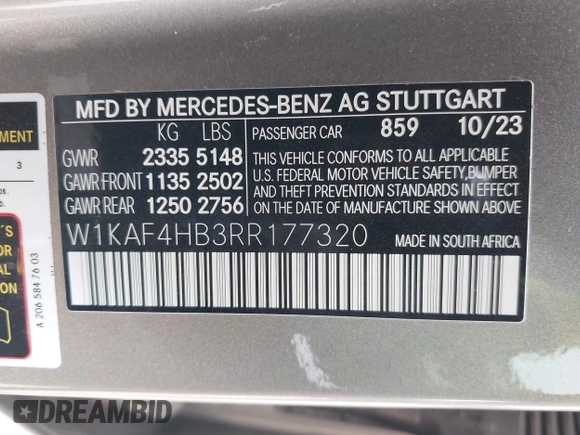 MFD BY MERCEDES-BENZ AG STUTTGART
KG LBS
PASSENGER CAR 859 10/23
GVWR 2335 5148
GAWR FRONT 1135 2502
GAWR REAR 1250 2756
THIS VEHICLE CONFORMS TO ALL APPLICABLE
U.S. FEDERAL MOTOR VEHICLE SAFETY,BUMPER
AND THEFT PREVENTION STANDARDS IN EFFECT
ON THE DATE OF MANUFACTURE SHOWN ABOVE
W1KAF4HB3RR177320
MADE IN SOUTH AFRICA
3
A 206 584 76 03
DREAMBID